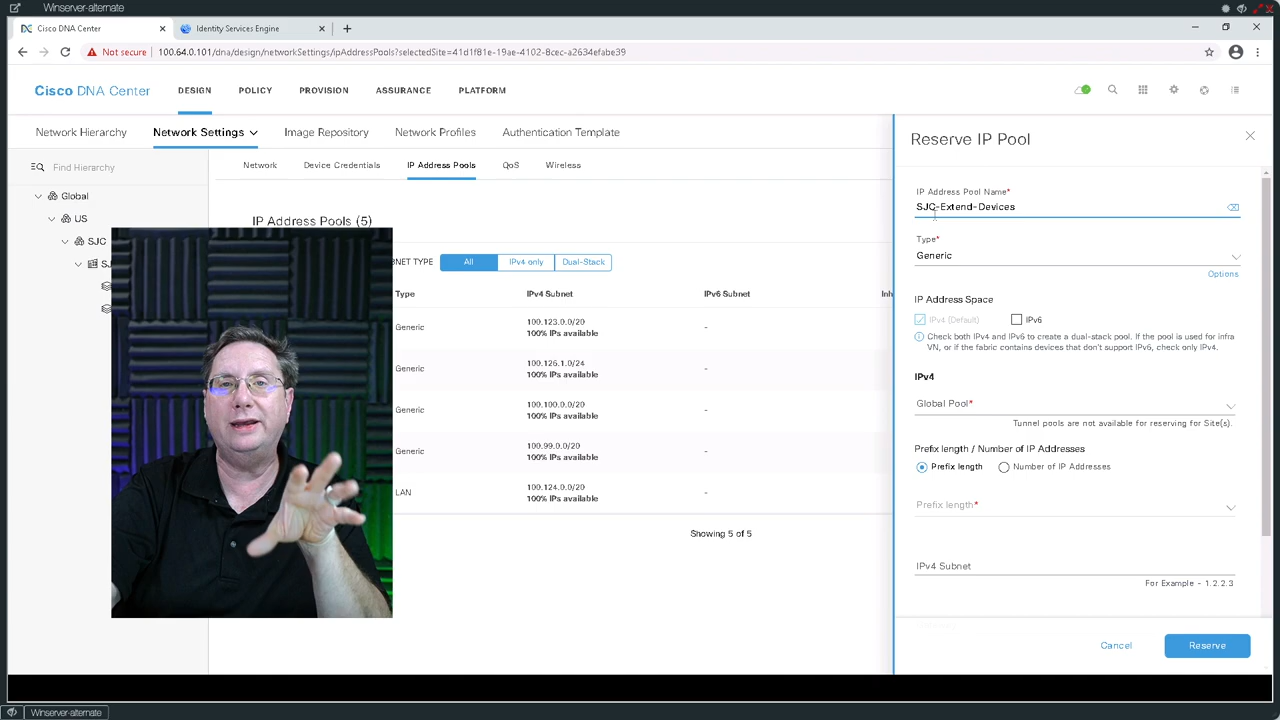 Winserver-alternate
Cisco DNA Center
Identity Services Engine
Not secure 100.64.0.101/dna/design/networkSettings/ipAddressPools?selectedSite=41d1f81e-19ae-4102-8cec-a2634efabe39
Cisco DNA Center DESIGN POLICY PROVISION ASSURANCE PLATFORM
Network Hierarchy Network Settings Image Repository Network Profiles Authentication Template
Find Hierarchy
Global
US
SJC
SJ
Network Device Credentials IP Address Pools QoS Wireless
IP Address Pools (5)
BNET TYPE All IPv4 only Dual-Stack
Type IPv4 Subnet IPv6 Subnet Inh
Generic 100.123.0.0/20 -
100% IPs available
Generic 100.126.1.0/24 -
100% IPs available
Generic 100.100.0.0/20 -
100% IPs available
Generic 100.99.0.0/20 -
100% IPs available
LAN 100.124.0.0/20 -
100% IPs available
Showing 5 of 5
Reserve IP Pool
IP Address Pool Name*
SJC-Extend-Devices
Type*
Generic
Options
IP Address Space
IPv4 (Default) IPv6
Check both IPv4 and IPv6 to create a dual-stack pool. If the pool is used for infra
VN, or if the fabric contains devices that don't support IPv6, check only IPv4.
IPv4
Global Pool*
Tunnel pools are not available for reserving for Site(s).
Prefix length / Number of IP Addresses
Prefix length Number of IP Addresses
Prefix length*
IPv4 Subnet
For Example - 1.2.2.3
Cancel Reserve
Winserver-alternate